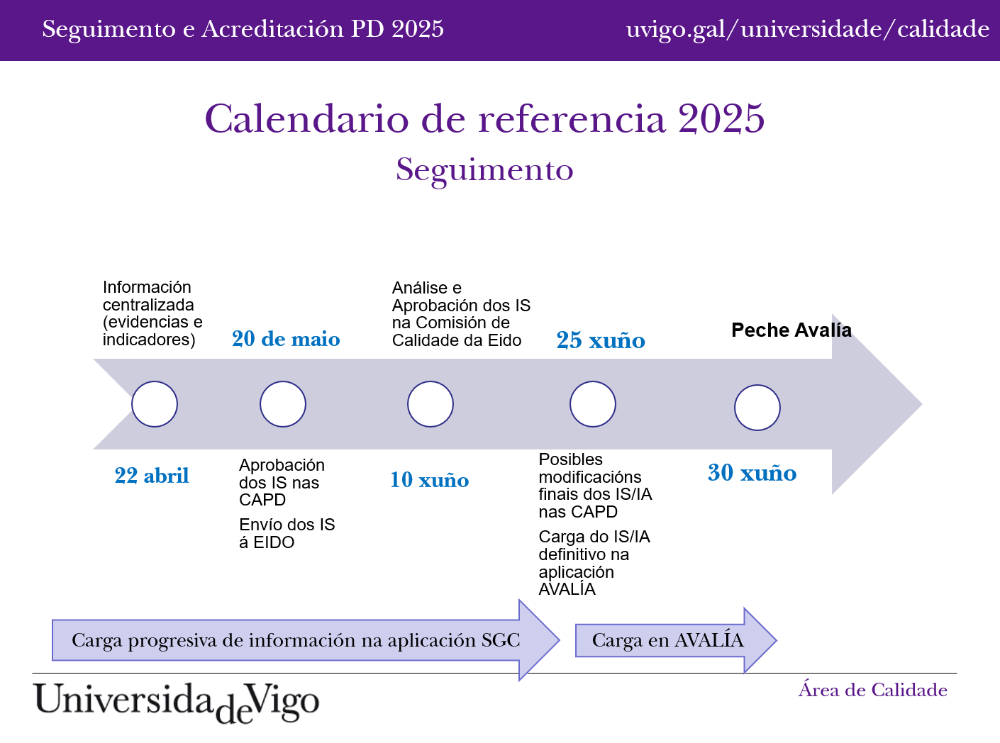 Seguimento e Acreditación PD 2025
uvigo.gal/universidade/calidade
Calendario de referencia 2025
Seguimento
Información
centralizada
(evidencias e
indicadores)
22 abril
20 de maio
Aprobación
dos IS nas
CAPD
Envío dos IS
á EIDO
Análise e
Aprobación dos IS
na Comisión de
Calidade da Eido
10 xuño
25 xuño
Posibles
modificacións
finais dos IS/IA
nas CAPD
Carga do IS/IA
definitivo na
aplicación
AVALÍA
Peche Avalía
30 xuño
Carga progresiva de información na aplicación SGC
Carga en AVALÍA
UniversidadeVigo
Área de Calidade